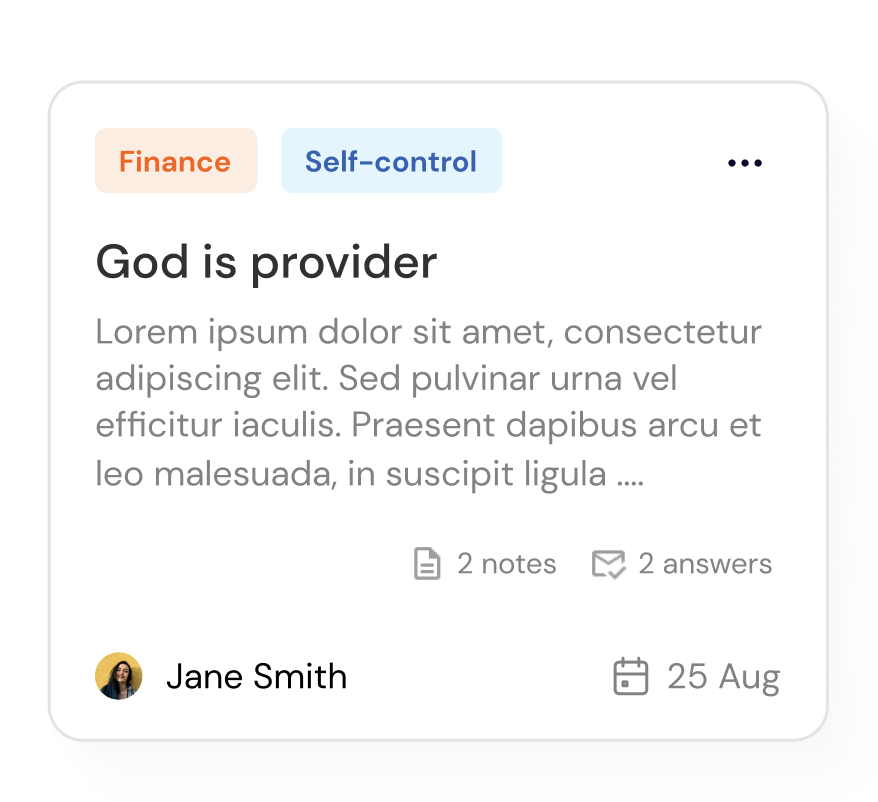 Finance Self-control
God is provider
Lorem ipsum dolor sit amet, consectetur
adipiscing elit. Sed pulvinar urna vel
efficitur iaculis. Praesent dapibus arcu et
leo malesuada, in suscipit ligula ....
2 notes 2 answers
Jane Smith 25 Aug